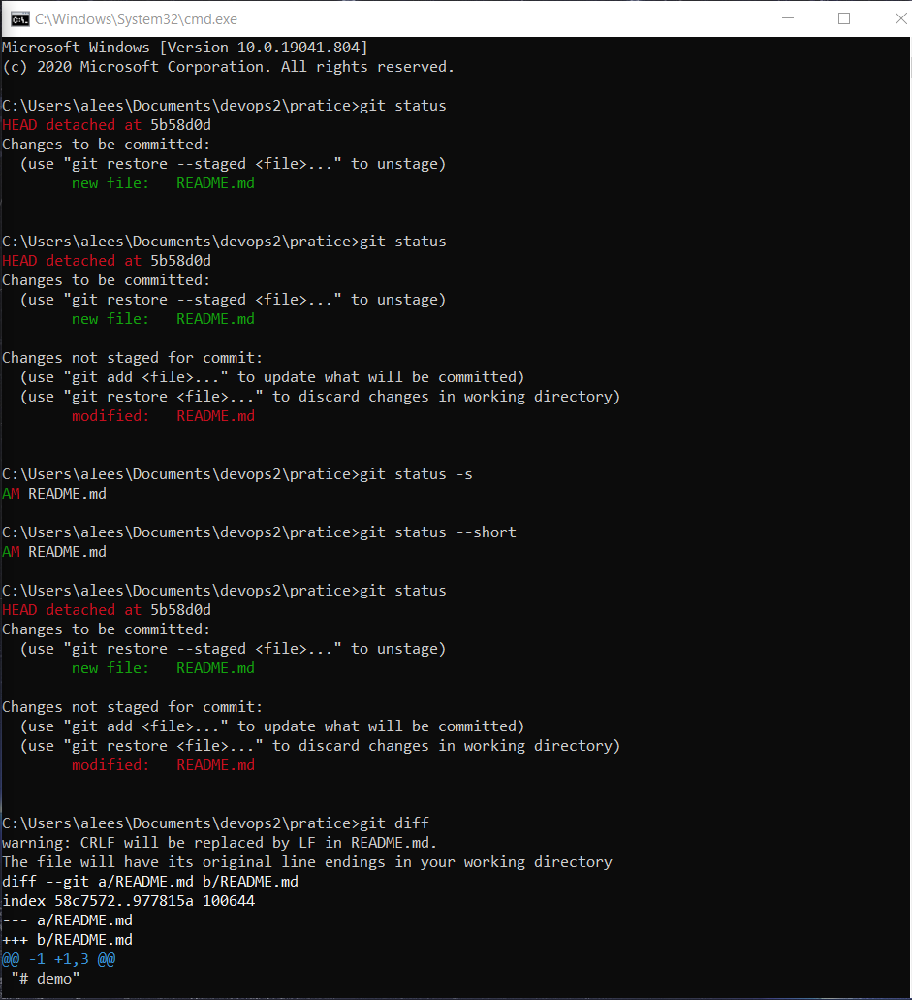 C:\Windows\System32\cmd.exe
Microsoft Windows [Version 10.0.19041.804]
(c) 2020 Microsoft Corporation. All rights reserved.
C:\Users\alees\Documents\devops2\pratice>git status
HEAD detached at 5b58d0d
Changes to be committed:
  (use "git restore --staged <file>..." to unstage)
        new file:   README.md
C:\Users\alees\Documents\devops2\pratice>git status
HEAD detached at 5b58d0d
Changes to be committed:
  (use "git restore --staged <file>..." to unstage)
        new file:   README.md
Changes not staged for commit:
  (use "git add <file>..." to update what will be committed)
  (use "git restore <file>..." to discard changes in working directory)
        modified:   README.md
C:\Users\alees\Documents\devops2\pratice>git status -s
AM README.md
C:\Users\alees\Documents\devops2\pratice>git status --short
AM README.md
C:\Users\alees\Documents\devops2\pratice>git status
HEAD detached at 5b58d0d
Changes to be committed:
  (use "git restore --staged <file>..." to unstage)
        new file:   README.md
Changes not staged for commit:
  (use "git add <file>..." to update what will be committed)
  (use "git restore <file>..." to discard changes in working directory)
        modified:   README.md
C:\Users\alees\Documents\devops2\pratice>git diff
warning: CRLF will be replaced by LF in README.md.
The file will have its original line endings in your working directory
diff --git a/README.md b/README.md
index 58c7572..977815a 100644
--- a/README.md
+++ b/README.md
@@ -1 +1,3 @@
 "# demo"